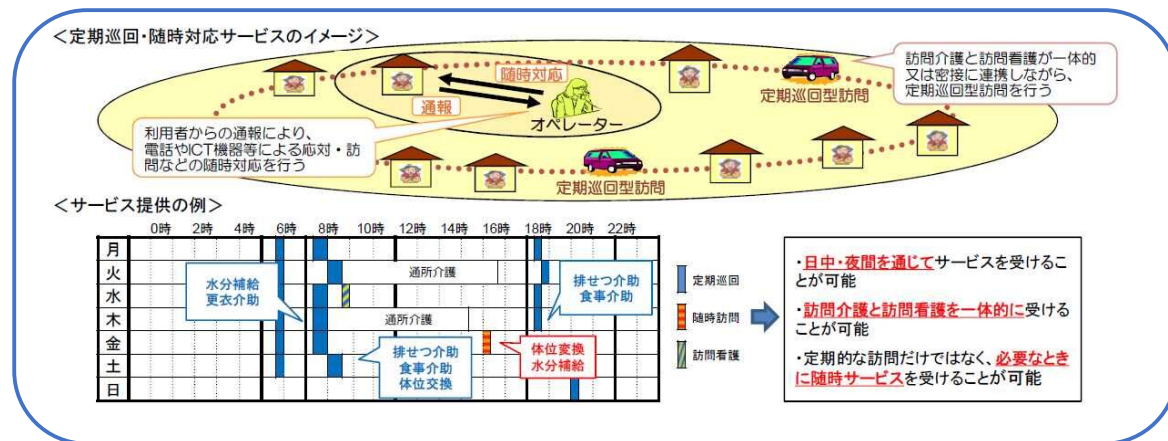 ＜定期巡回・随時対応サービスのイメージ＞
随時対応
通報
オペレーター
定期巡回型訪問
訪問介護と訪問看護が一体的
又は密接に連携しながら、
定期巡回型訪問を行う
利用者からの通報により、
電話やICT機器等による応対・訪
問などの随時対応を行う
定期巡回型訪問
＜サービス提供の例＞
0時 2時 4時 6時 8時 10時 12時 14時 16時 18時 20時 22時
月
火
水
木
金
土
日
水分補給
更衣介助
通所介護
通所介護
排せつ介助
食事介助
体位交換
体位変換
水分補給
排せつ介助
食事介助
定期巡回
随時訪問
訪問看護
・日中・夜間を通じてサービスを受けるこ
とが可能
・訪問介護と訪問看護を一体的に受ける
ことが可能
・定期的な訪問だけではなく、必要なとき
に随時サービスを受けることが可能